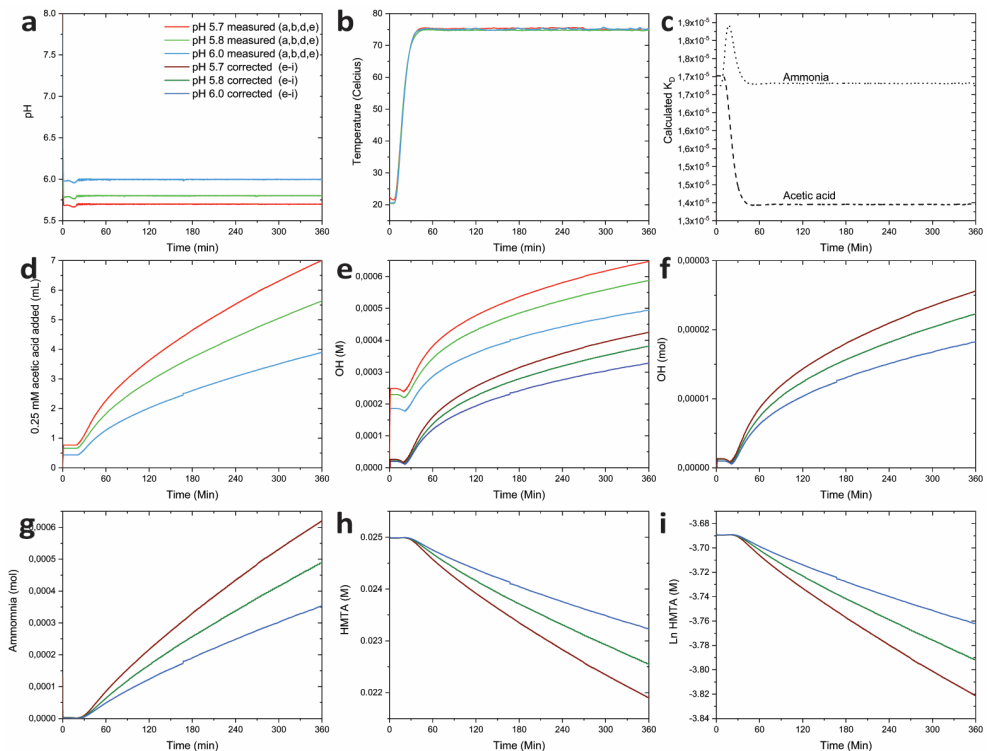 a
8.0
7.5
7.0
6.5
6.0
5.5
pH
pH 5.7 measured (a,b,d,e)
pH 5.8 measured (a,b,d,e)
pH 6.0 measured (a,b,d,e)
pH 5.7 corrected (e-i)
pH 5.8 corrected (e-i)
pH 6.0 corrected (e-i)
0 60 120 180 240 300 360
Time (min)
b
80
70
60
50
40
30
20
Temperature (Celcius)
0 60 120 180 240 300 360
Time (min)
c
1,9x10⁻⁵
1,8x10⁻⁵
1,7x10⁻⁵
1,7x10⁻⁵
1,6x10⁻⁵
1,6x10⁻⁵
1,4x10⁻⁵
1,3x10⁻⁵
Calculated K_D
Ammonia
Acetic acid
0 60 120 180 240 300 360
Time (Min)
d
7
6
5
4
3
2
1
0
0.25 mM acetic acid added (mL)
0 60 120 180 240 300 360
Time (Min)
e
0,0006
0,0005
0,0004
0,0003
0,0002
0,0001
0,0000
OH (M)
0 60 120 180 240 300 360
Time (Min)
f
0,00003
0,00002
0,00001
0,00000
OH (mol)
0 60 120 180 240 300 360
Time (Min)
g
0,0006
0,0005
0,0004
0,0003
0,0002
0,0001
0,0000
Ammomnia (mol)
0 60 120 180 240 300 360
Time (min)
h
0.025
0.024
0.023
0.022
HMTA (M)
0 60 120 180 240 300 360
Time (Min)
i
-3.68
-3.70
-3.72
-3.74
-3.76
-3.78
-3.80
-3.82
-3.84
Ln HMTA (M)
0 60 120 180 240 300 360
Time (Min)